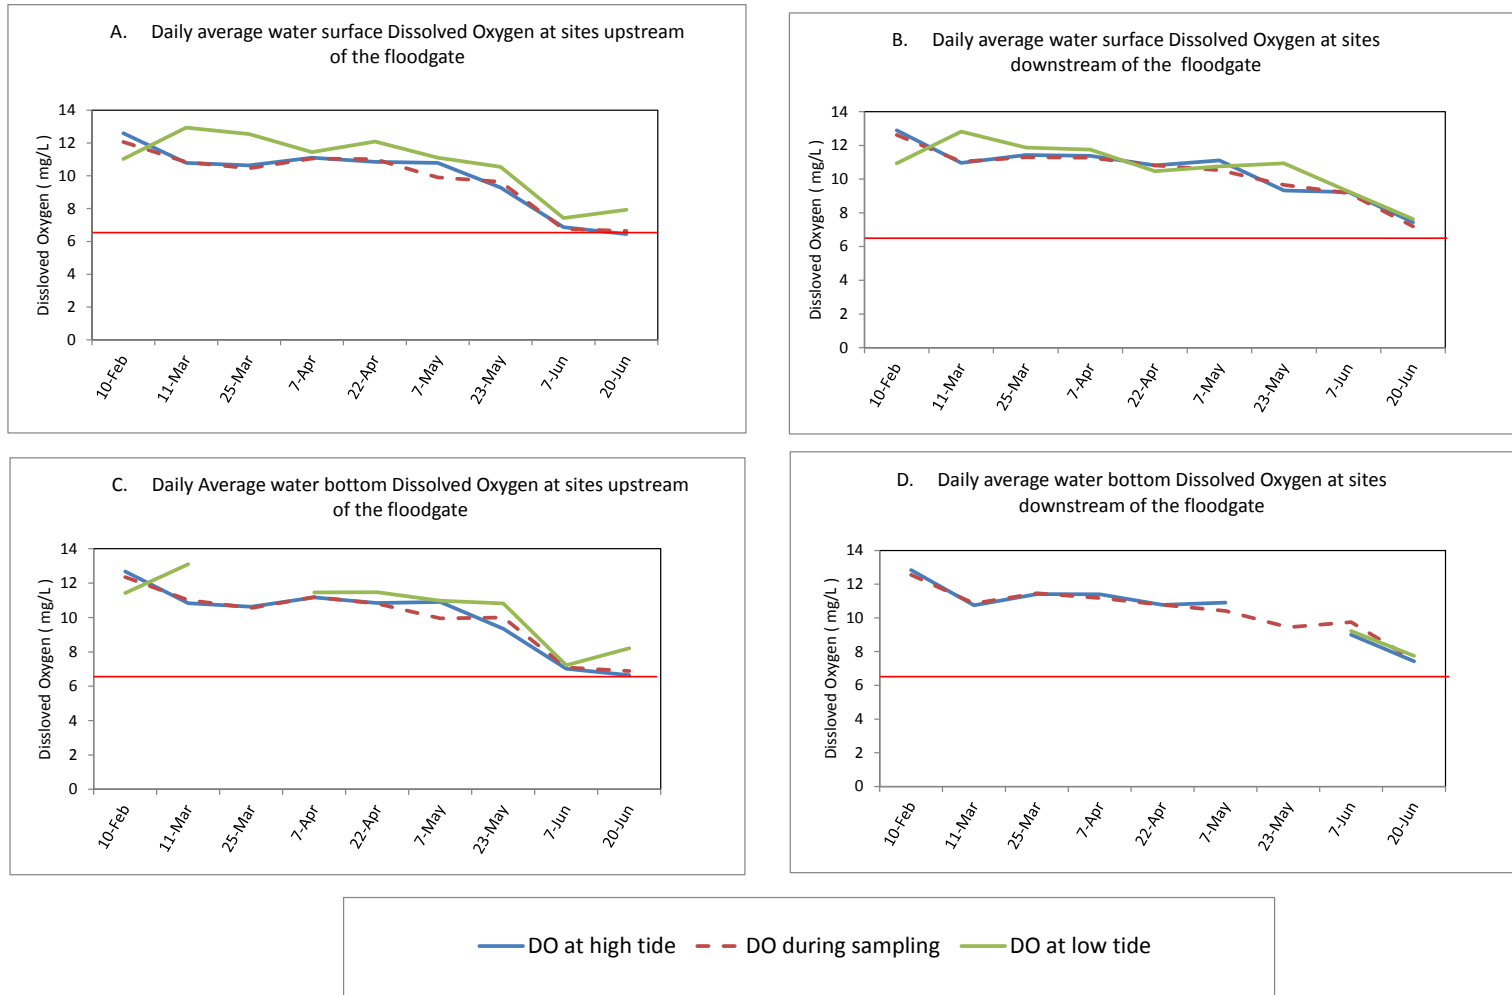 A. Daily average water surface Dissolved Oxygen at sites upstream
of the floodgate
Dissloved Oxygen ( mg/L )
14
12
10
8
6
4
2
0
10-Feb
11-Mar
25-Mar
7-Apr
22-Apr
7-May
23-May
7-Jun
20-Jun
B. Daily average water surface Dissolved Oxygen at sites
downstream of the floodgate
Dissloved Oxygen ( mg/L )
14
12
10
8
6
4
2
0
10-Feb
11-Mar
25-Mar
7-Apr
22-Apr
7-May
23-May
7-Jun
20-Jun
C. Daily Average water bottom Dissolved Oxygen at sites upstream
of the floodgate
Dissloved Oxygen ( mg/L )
14
12
10
8
6
4
2
0
10-Feb
11-Mar
25-Mar
7-Apr
22-Apr
7-May
23-May
7-Jun
20-Jun
D. Daily average water bottom Dissolved Oxygen at sites
downstream of the floodgate
Dissloved Oxygen ( mg/L )
14
12
10
8
6
4
2
0
10-Feb
11-Mar
25-Mar
7-Apr
22-Apr
7-May
23-May
7-Jun
20-Jun
DO at high tide DO during sampling DO at low tide